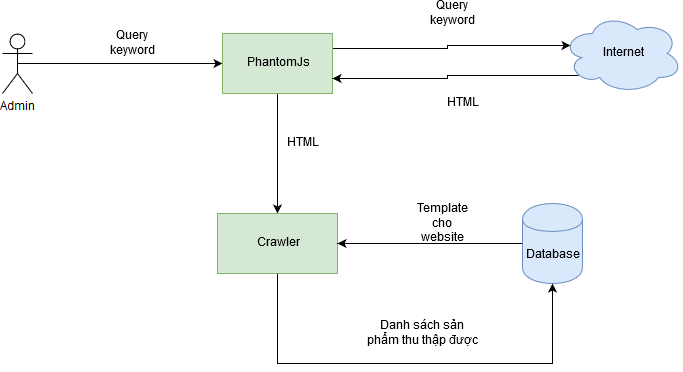 Query
keyword
Query
keyword
PhantomJs
Internet
Admin
HTML
HTML
Template
cho
website
Crawler
Database
Danh sách sản
phẩm thu thập được